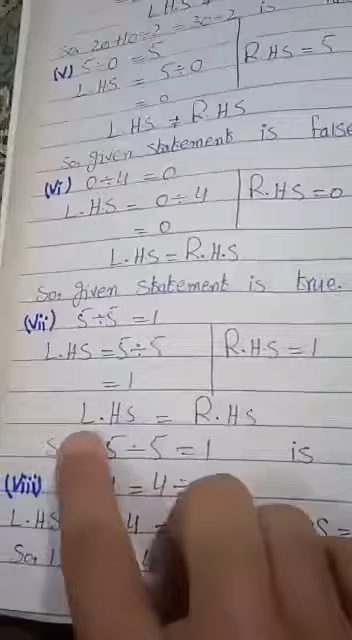 LHS
So, 20+10÷2 = 30÷2 is
(v) 5÷0 = 5
L.HS = 5÷0 R.HS = 5
= 0
L HS ≠ R.HS
So, given statement is false
(vi) 0÷4 = 0
L.HS = 0÷4 R.HS = 0
= 0
L.HS = R.H.S
So, given statement is true.
(vii) 5÷5 = 1
L.HS = 5÷5 R.HS = 1
= 1
L.HS = R.HS
5÷5 = 1 is
(viii) = 4÷
L.HS 4 S =
So,